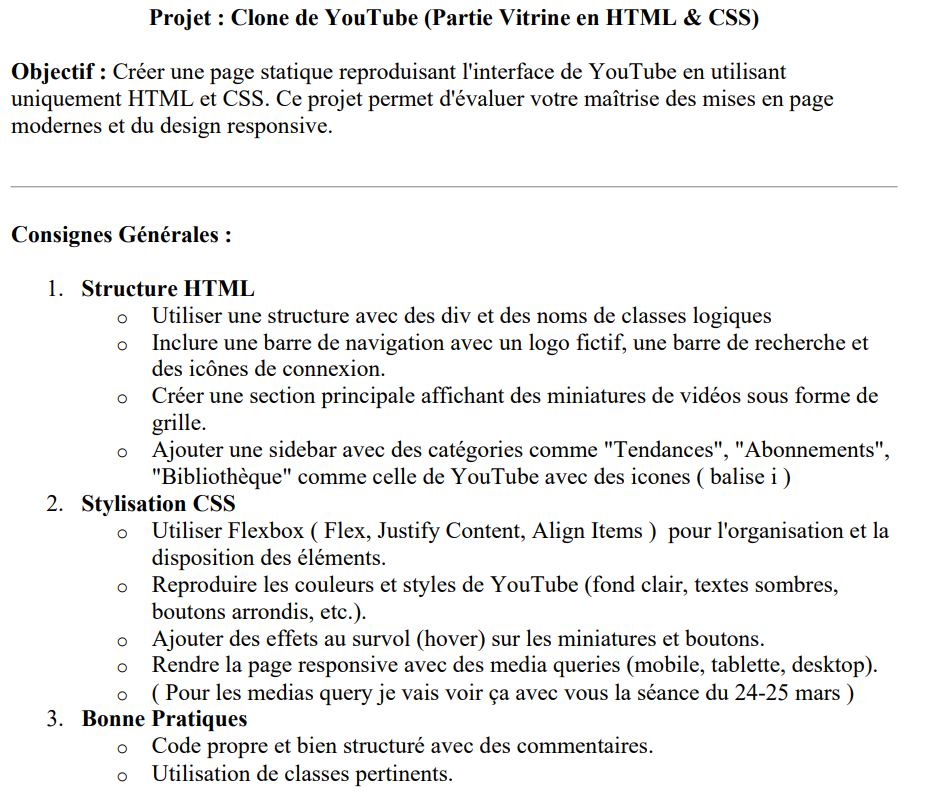 Projet : Clone de YouTube (Partie Vitrine en HTML & CSS)
Objectif : Créer une page statique reproduisant l'interface de YouTube en utilisant
uniquement HTML et CSS. Ce projet permet d'évaluer votre maîtrise des mises en page
modernes et du design responsive.
Consignes Générales :
1. Structure HTML
o Utiliser une structure avec des div et des noms de classes logiques
o Inclure une barre de navigation avec un logo fictif, une barre de recherche et
des icônes de connexion.
o Créer une section principale affichant des miniatures de vidéos sous forme de
grille.
o Ajouter une sidebar avec des catégories comme "Tendances", "Abonnements",
"Bibliothèque" comme celle de YouTube avec des icones ( balise i )
2. Stylisation CSS
o Utiliser Flexbox ( Flex, Justify Content, Align Items ) pour l'organisation et la
disposition des éléments.
o Reproduire les couleurs et styles de YouTube (fond clair, textes sombres,
boutons arrondis, etc.).
o Ajouter des effets au survol (hover) sur les miniatures et boutons.
o Rendre la page responsive avec des media queries (mobile, tablette, desktop).
o ( Pour les medias query je vais voir ça avec vous la séance du 24-25 mars )
3. Bonne Pratiques
o Code propre et bien structuré avec des commentaires.
o Utilisation de classes pertinents.